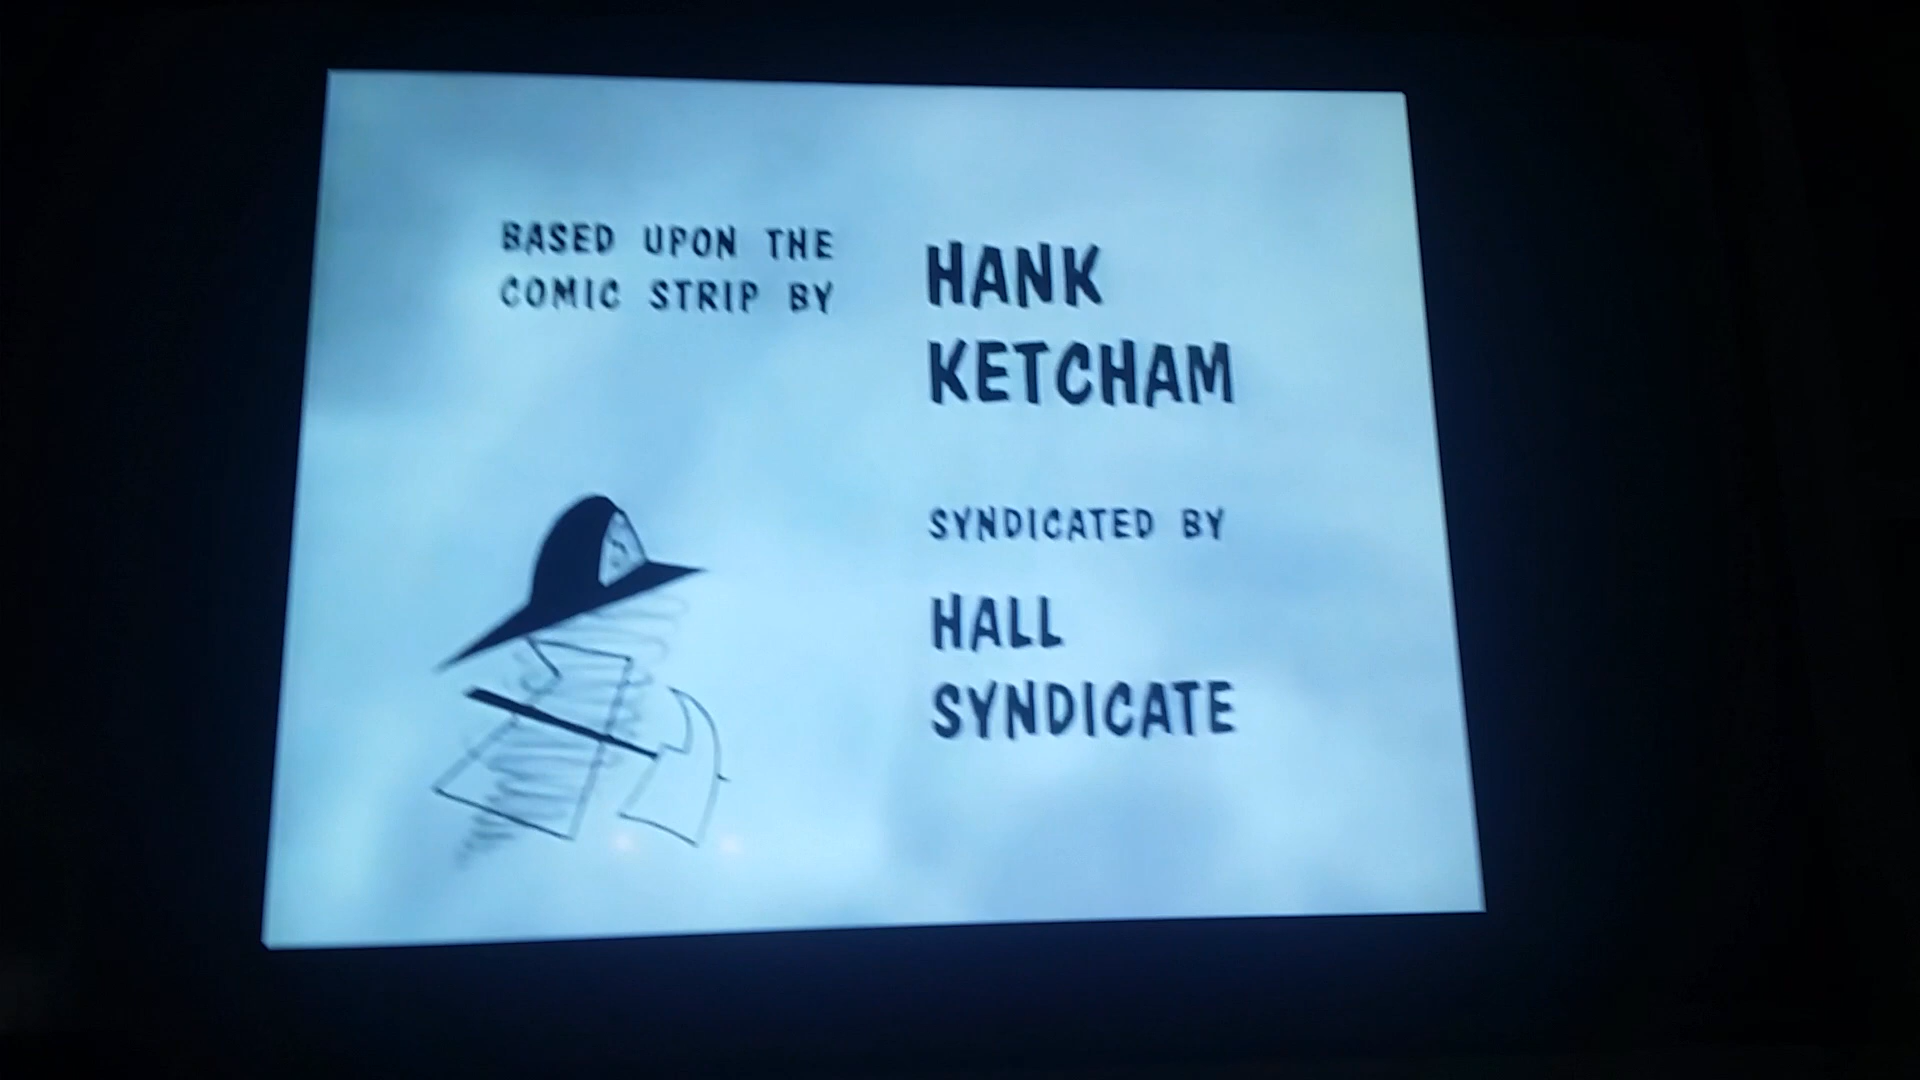 BASED UPON THE
COMIC STRIP BY
HANK
KETCHAM
SYNDICATED BY
HALL
SYNDICATE